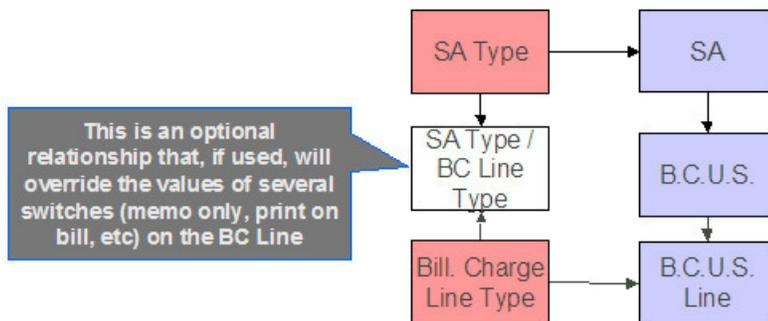 SA Type
SA
This is an optional
relationship that, if used, will
override the values of several
switches (memo only, print on
bill, etc) on the BC Line
SA Type /
BC Line
Type
B.C.U.S.
Bill. Charge
Line Type
B.C.U.S.
Line